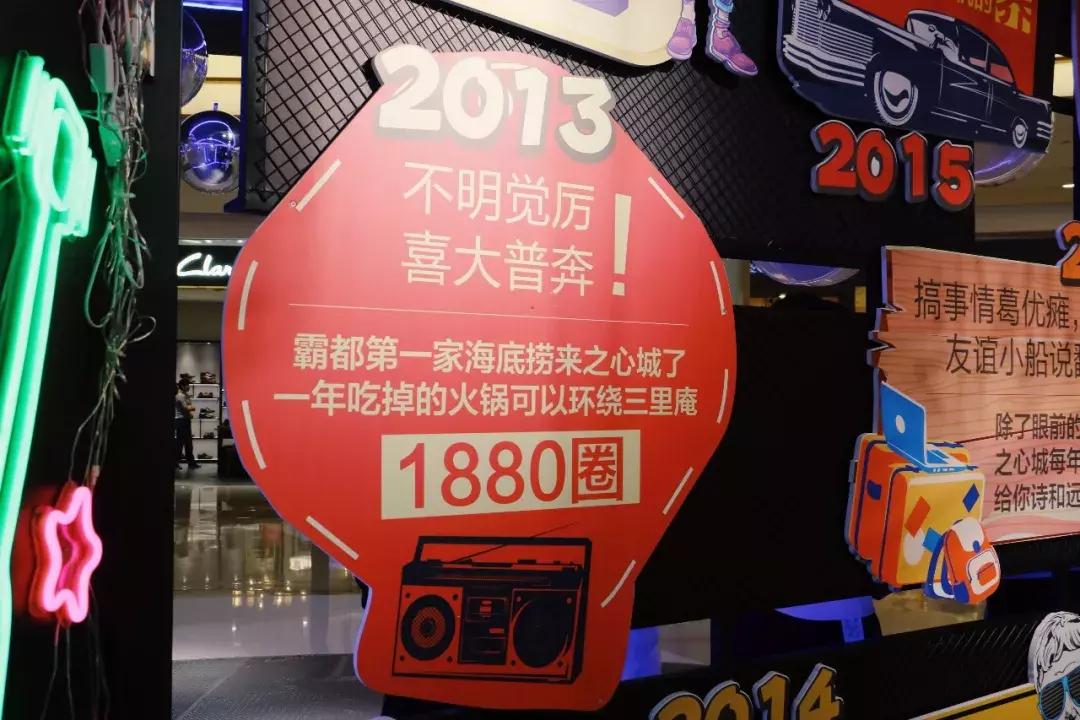 2013
不明觉厉
喜大普奔！
霸都第一家海底捞来之心城了
一年吃掉的火锅可以环绕三里庵
1880圈
2015
搞事情葛优瘫,
友谊小船说翻
除了眼前的
之心城每年
给你诗和远
2014